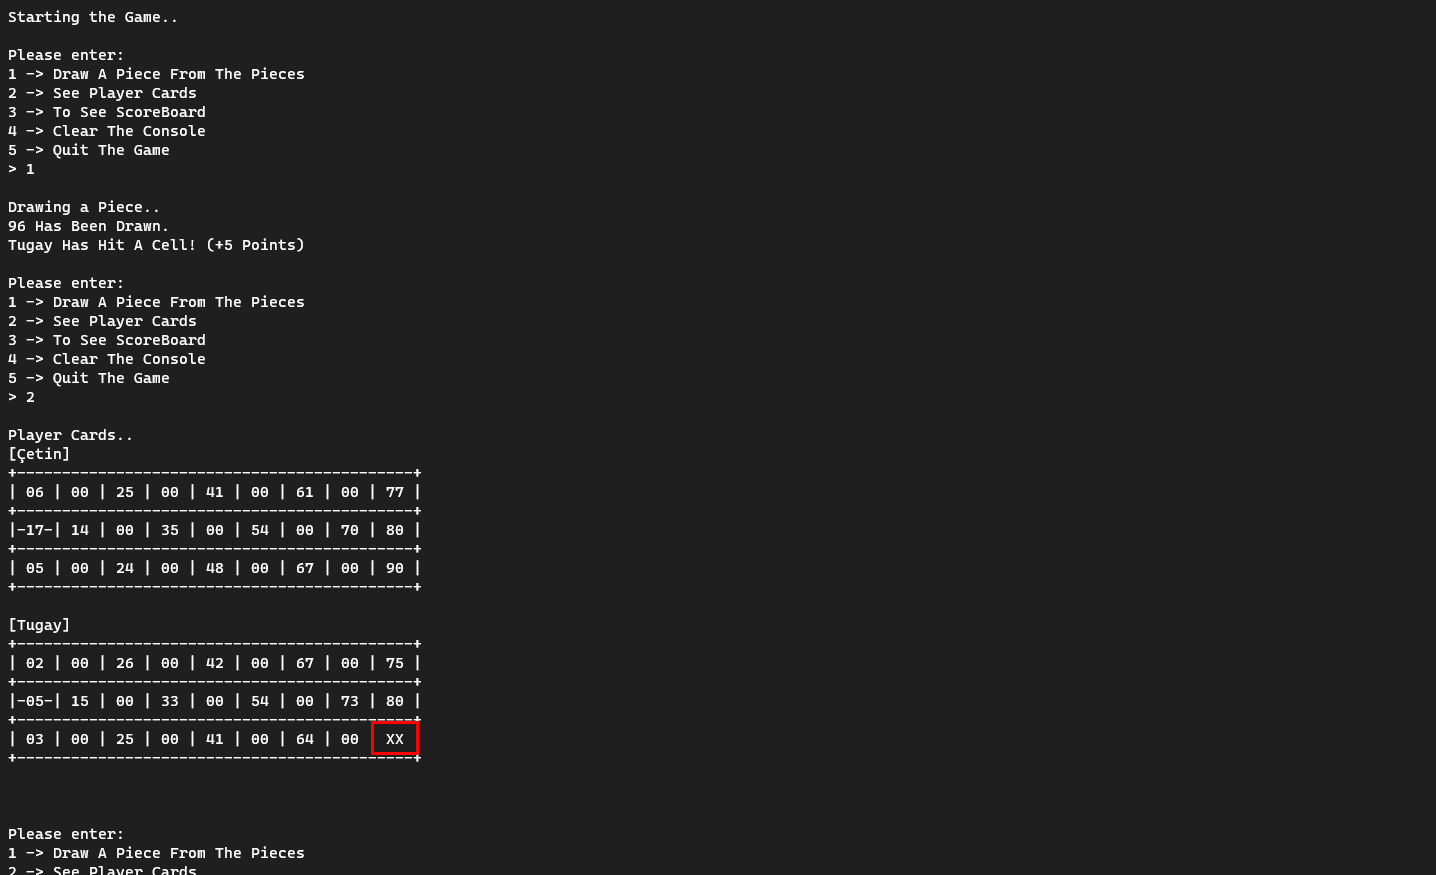 Starting the Game..
Please enter:
1 -> Draw A Piece From The Pieces
2 -> See Player Cards
3 -> To See ScoreBoard
4 -> Clear The Console
5 -> Quit The Game
> 1
Drawing a Piece..
96 Has Been Drawn.
Tugay Has Hit A Cell! (+5 Points)
Please enter:
1 -> Draw A Piece From The Pieces
2 -> See Player Cards
3 -> To See ScoreBoard
4 -> Clear The Console
5 -> Quit The Game
> 2
Player Cards..
[Çetin]
+--------------------------------------------+
| 06 | 00 | 25 | 00 | 41 | 00 | 61 | 00 | 77 |
+--------------------------------------------+
|-17-| 14 | 00 | 35 | 00 | 54 | 00 | 70 | 80 |
+--------------------------------------------+
| 05 | 00 | 24 | 00 | 48 | 00 | 67 | 00 | 90 |
+--------------------------------------------+
[Tugay]
+--------------------------------------------+
| 02 | 00 | 26 | 00 | 42 | 00 | 67 | 00 | 75 |
+--------------------------------------------+
|-05-| 15 | 00 | 33 | 00 | 54 | 00 | 73 | 80 |
+--------------------------------------------+
| 03 | 00 | 25 | 00 | 41 | 00 | 64 | 00 | XX |
+--------------------------------------------+
Please enter:
1 -> Draw A Piece From The Pieces
2 -> See Player Cards